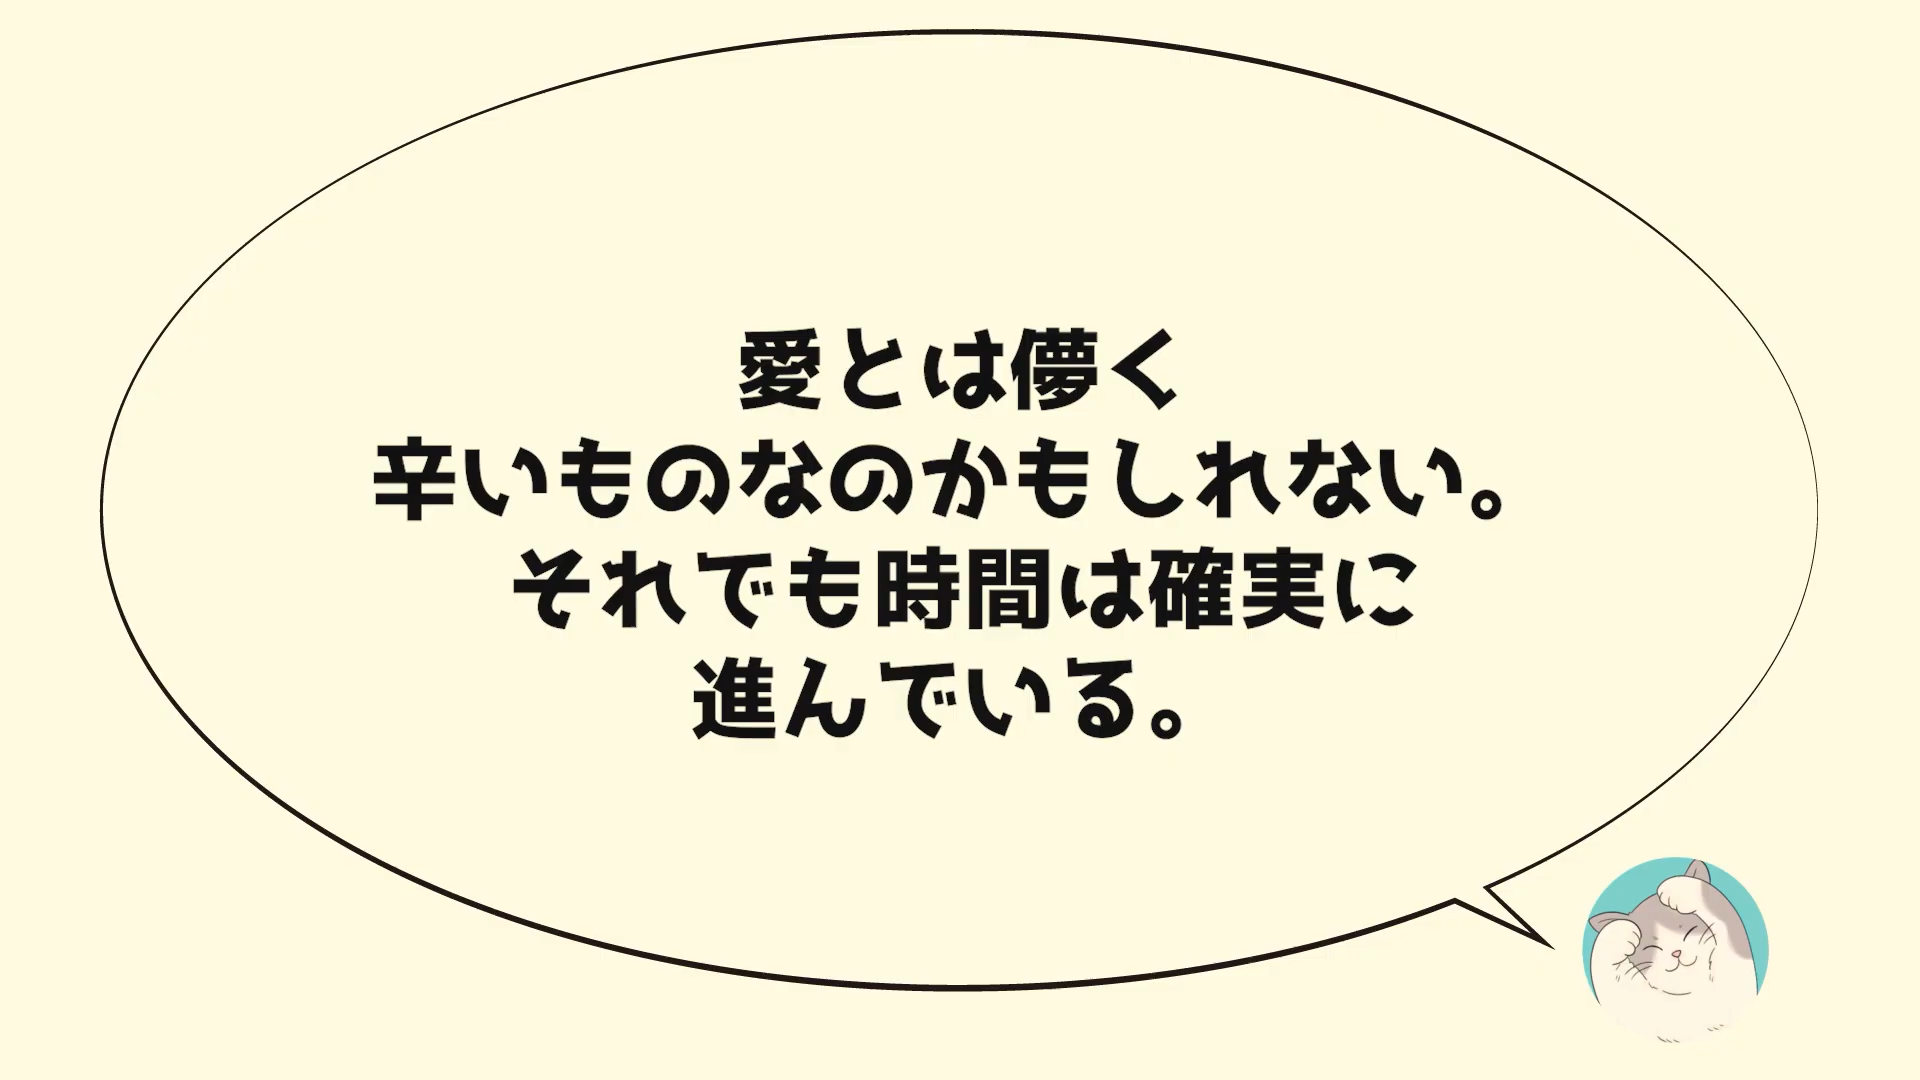 愛とは儚く
辛いものなのかもしれない。
それでも時間は確実に
進んでいる。